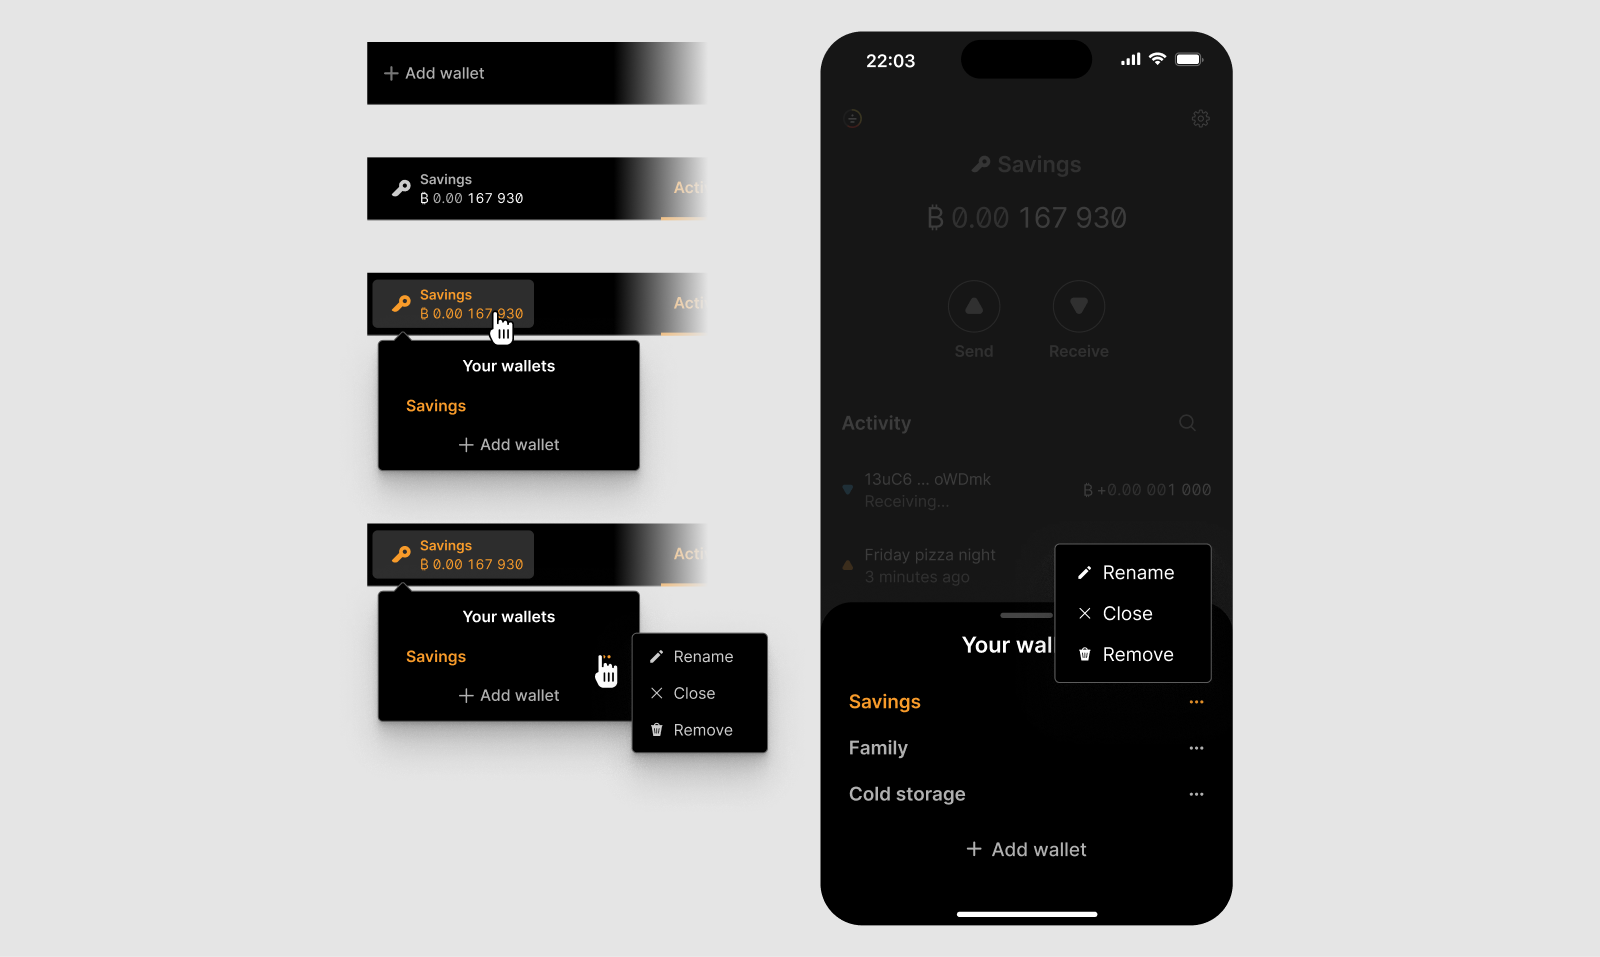 Add wallet
Savings
₿ 0.00 167 930
Acti
Savings
₿ 0.00 167 930
Acti
Your wallets
Savings
Add wallet
Savings
₿ 0.00 167 930
Acti
Your wallets
Savings
Add wallet
Rename
Close
Remove
22:03
Savings
₿ 0.00 167 930
Send
Receive
Activity
13uC6 ... oWDmk
Receiving...
₿ +0.00 001 000
Friday pizza night
3 minutes ago
Rename
Close
Remove
Your wal
Savings
Family
Cold storage
Add wallet